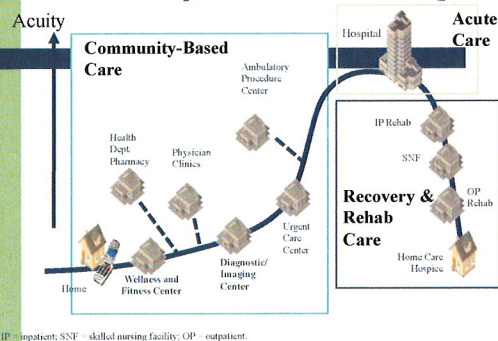 Acuity
Community-Based
Care
Hospital
Acute
Care
Ambulatory
Procedure
Center
Health
Dept
Pharmacy
Physician
Clinics
IP Rehab
SNF
OP
Rehab
Recovery &
Rehab
Care
Urgent
Care
Center
Diagnostic/
Imaging
Center
Home Care
Hospice
Home
Wellness and
Fitness Center
IP = inpatient; SNF = skilled nursing facility; OP = outpatient.